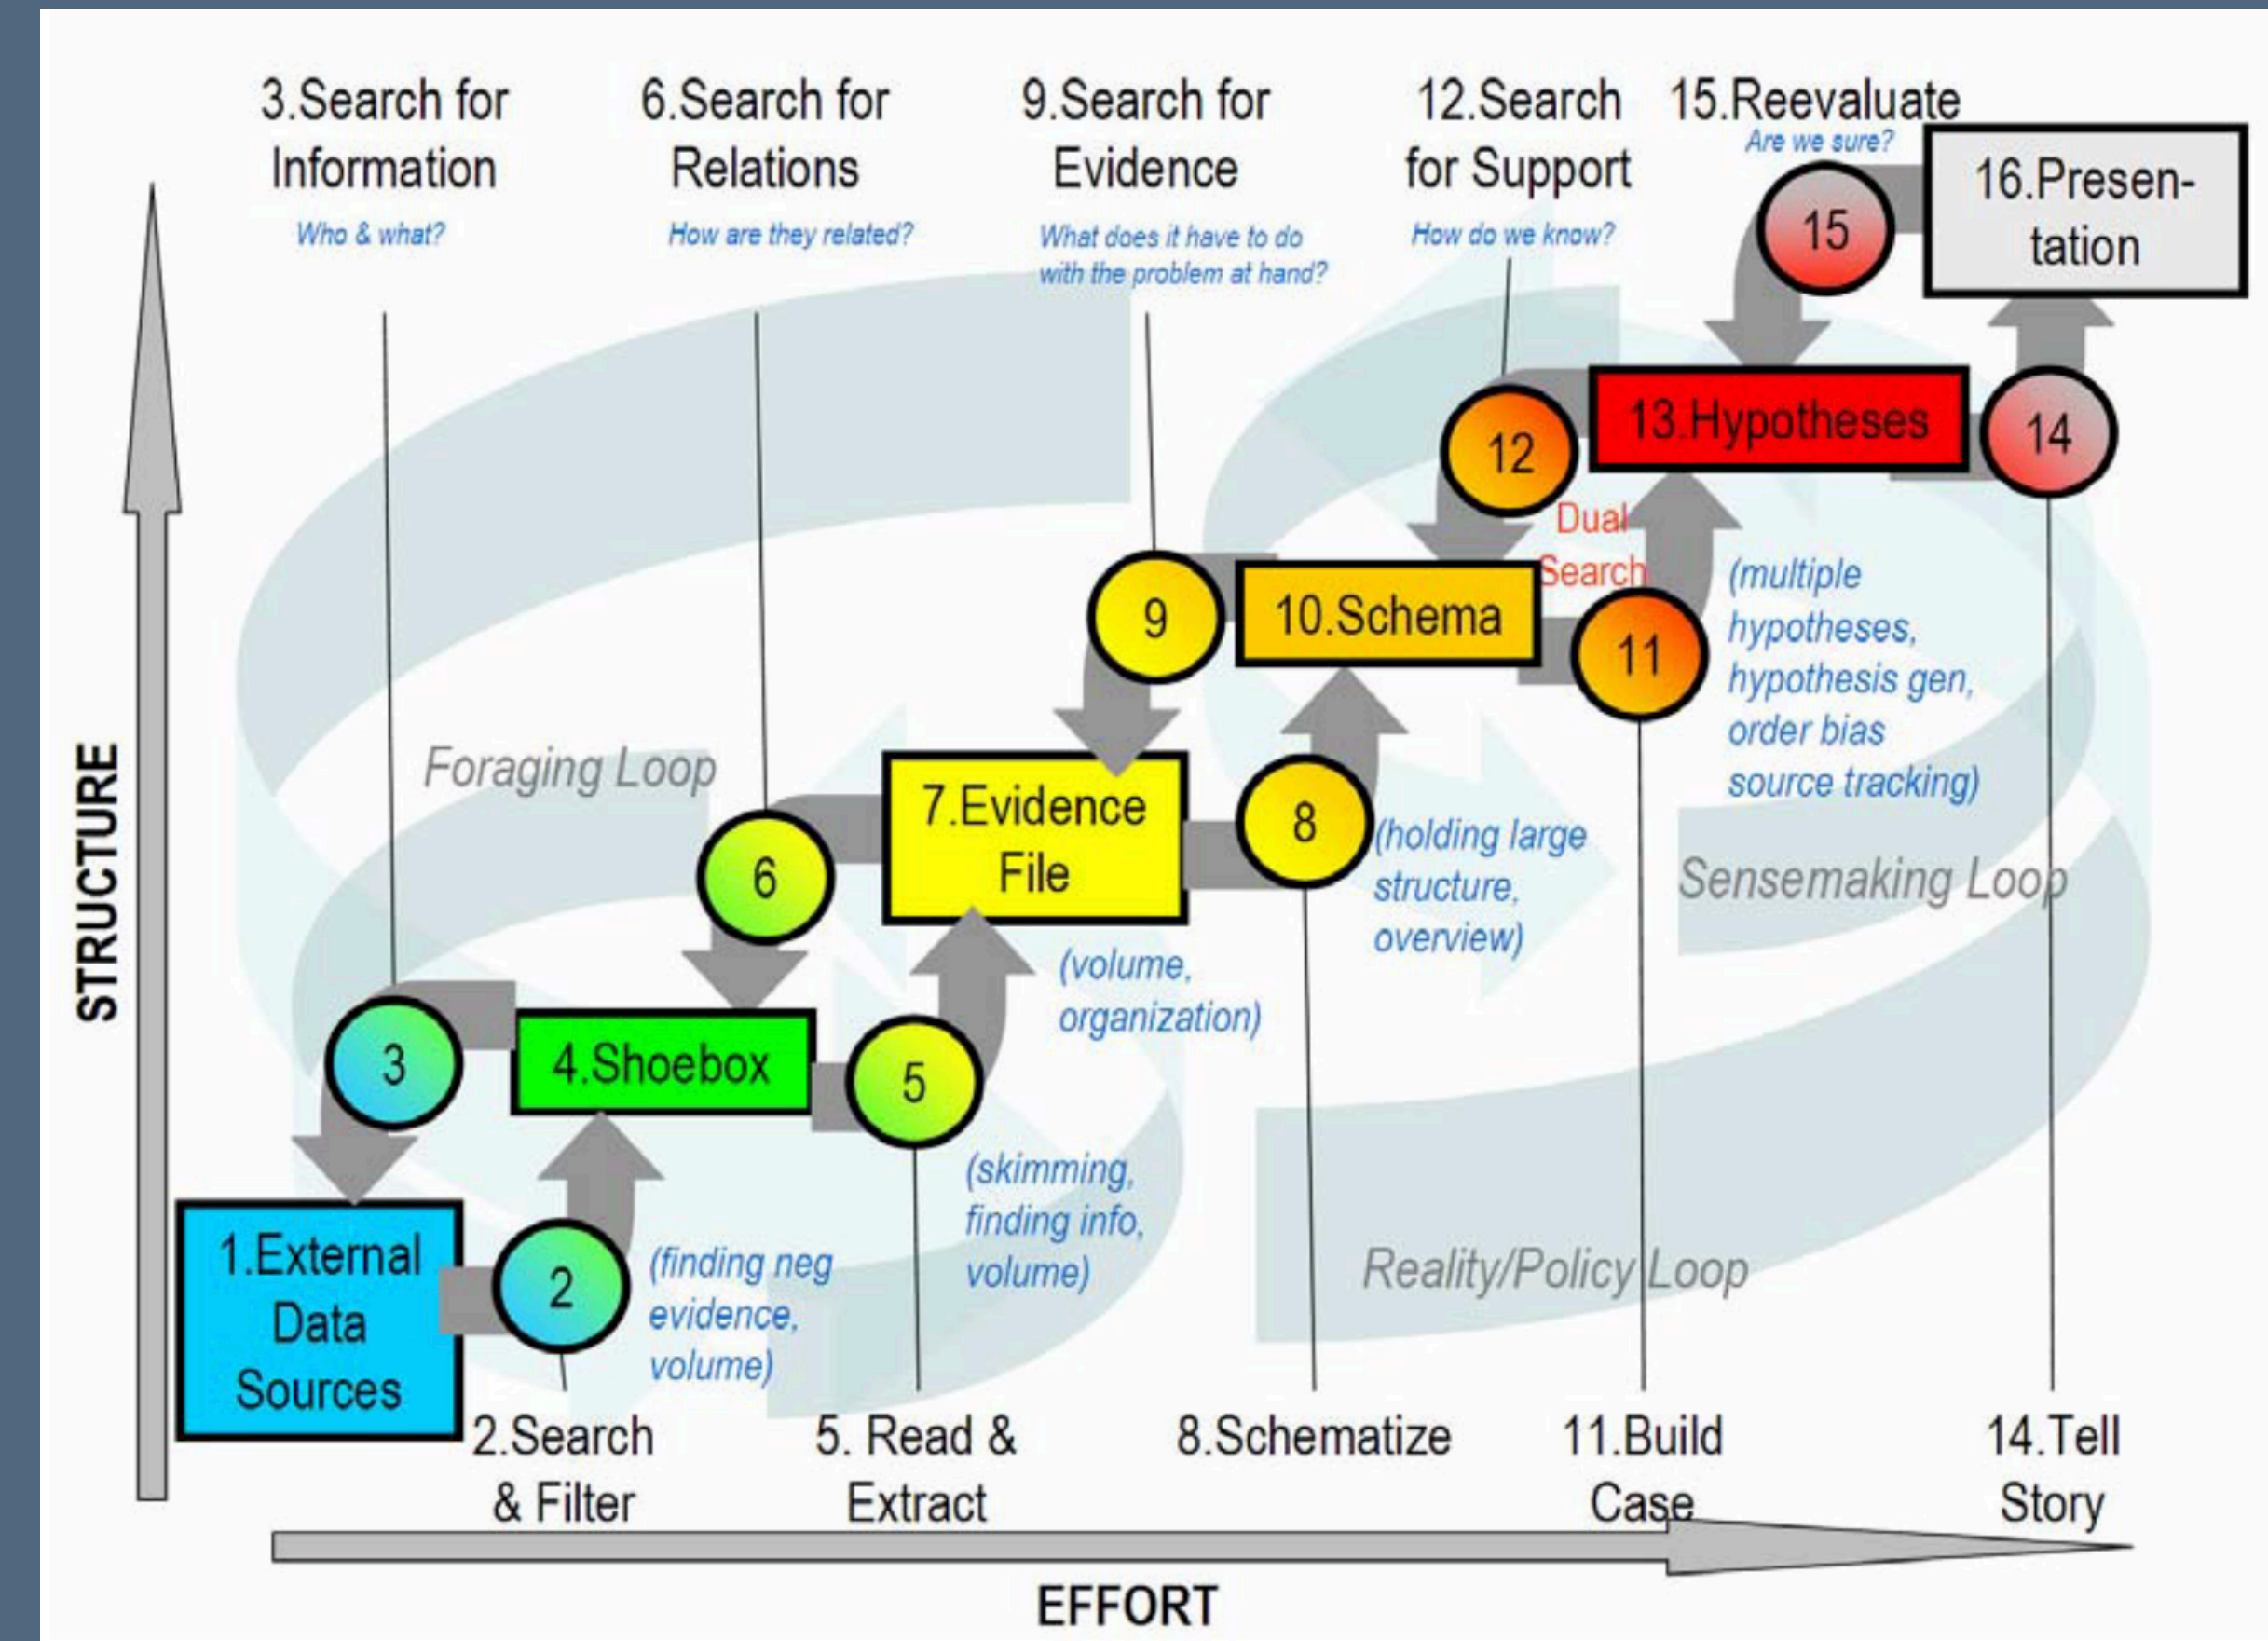 3.Search for
Information
Who & what?
6.Search for
Relations
How are they related?
9.Search for
Evidence
What does it have to do
with the problem at hand?
12.Search
for Support
How do we know?
15.Reevaluate
Are we sure?
15
16.Presen-
tation
12
13.Hypotheses
14
Dual
Search
9
10.Schema
11
(multiple
hypotheses,
hypothesis gen,
order bias
source tracking)
Foraging Loop
6
7.Evidence
File
8
(holding large
structure,
overview)
Sensemaking Loop
STRUCTURE
(volume,
organization)
3
4.Shoebox
5
(skimming,
finding info,
volume)
1.External
Data
Sources
2
(finding neg
evidence,
volume)
Reality/Policy Loop
2.Search
& Filter
5. Read &
Extract
8.Schematize
11.Build
Case
14.Tell
Story
EFFORT